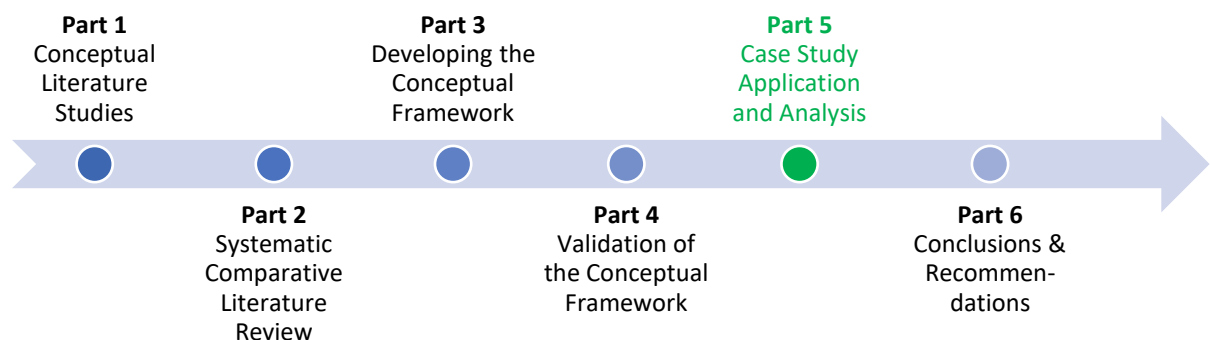 Part 1
Conceptual
Literature
Studies
Part 2
Systematic
Comparative
Literature
Review
Part 3
Developing the
Conceptual
Framework
Part 4
Validation of
the Conceptual
Framework
Part 5
Case Study
Application
and Analysis
Part 6
Conclusions &
Recommen-
dations